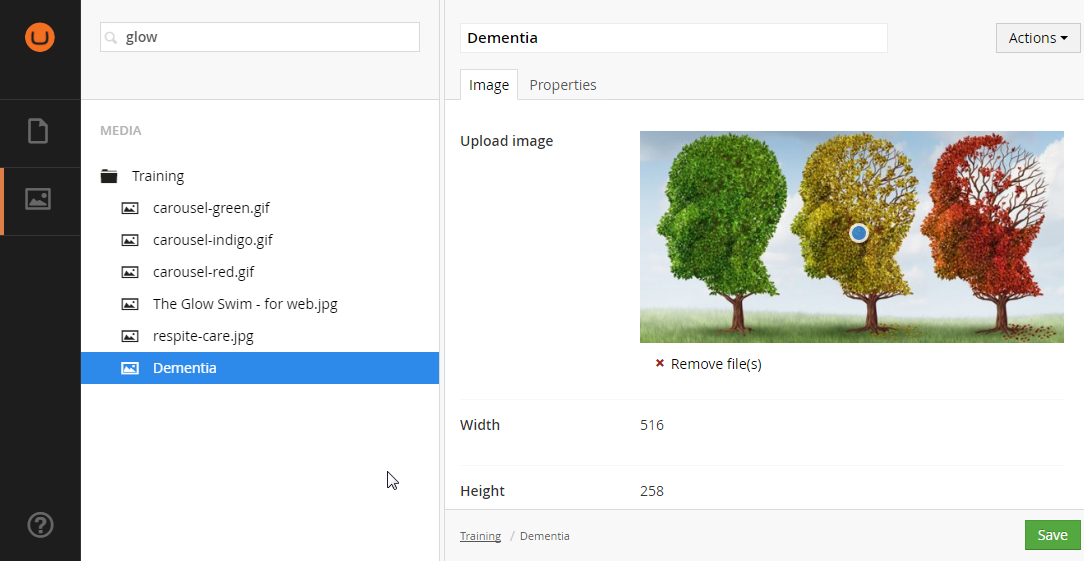 glow
MEDIA
Training
carousel-green.gif
carousel-indigo.gif
carousel-red.gif
The Glow Swim - for web.jpg
respite-care.jpg
Dementia
Dementia
Actions
Image
Properties
Upload image
Remove file(s)
Width
516
Height
258
Training / Dementia
Save